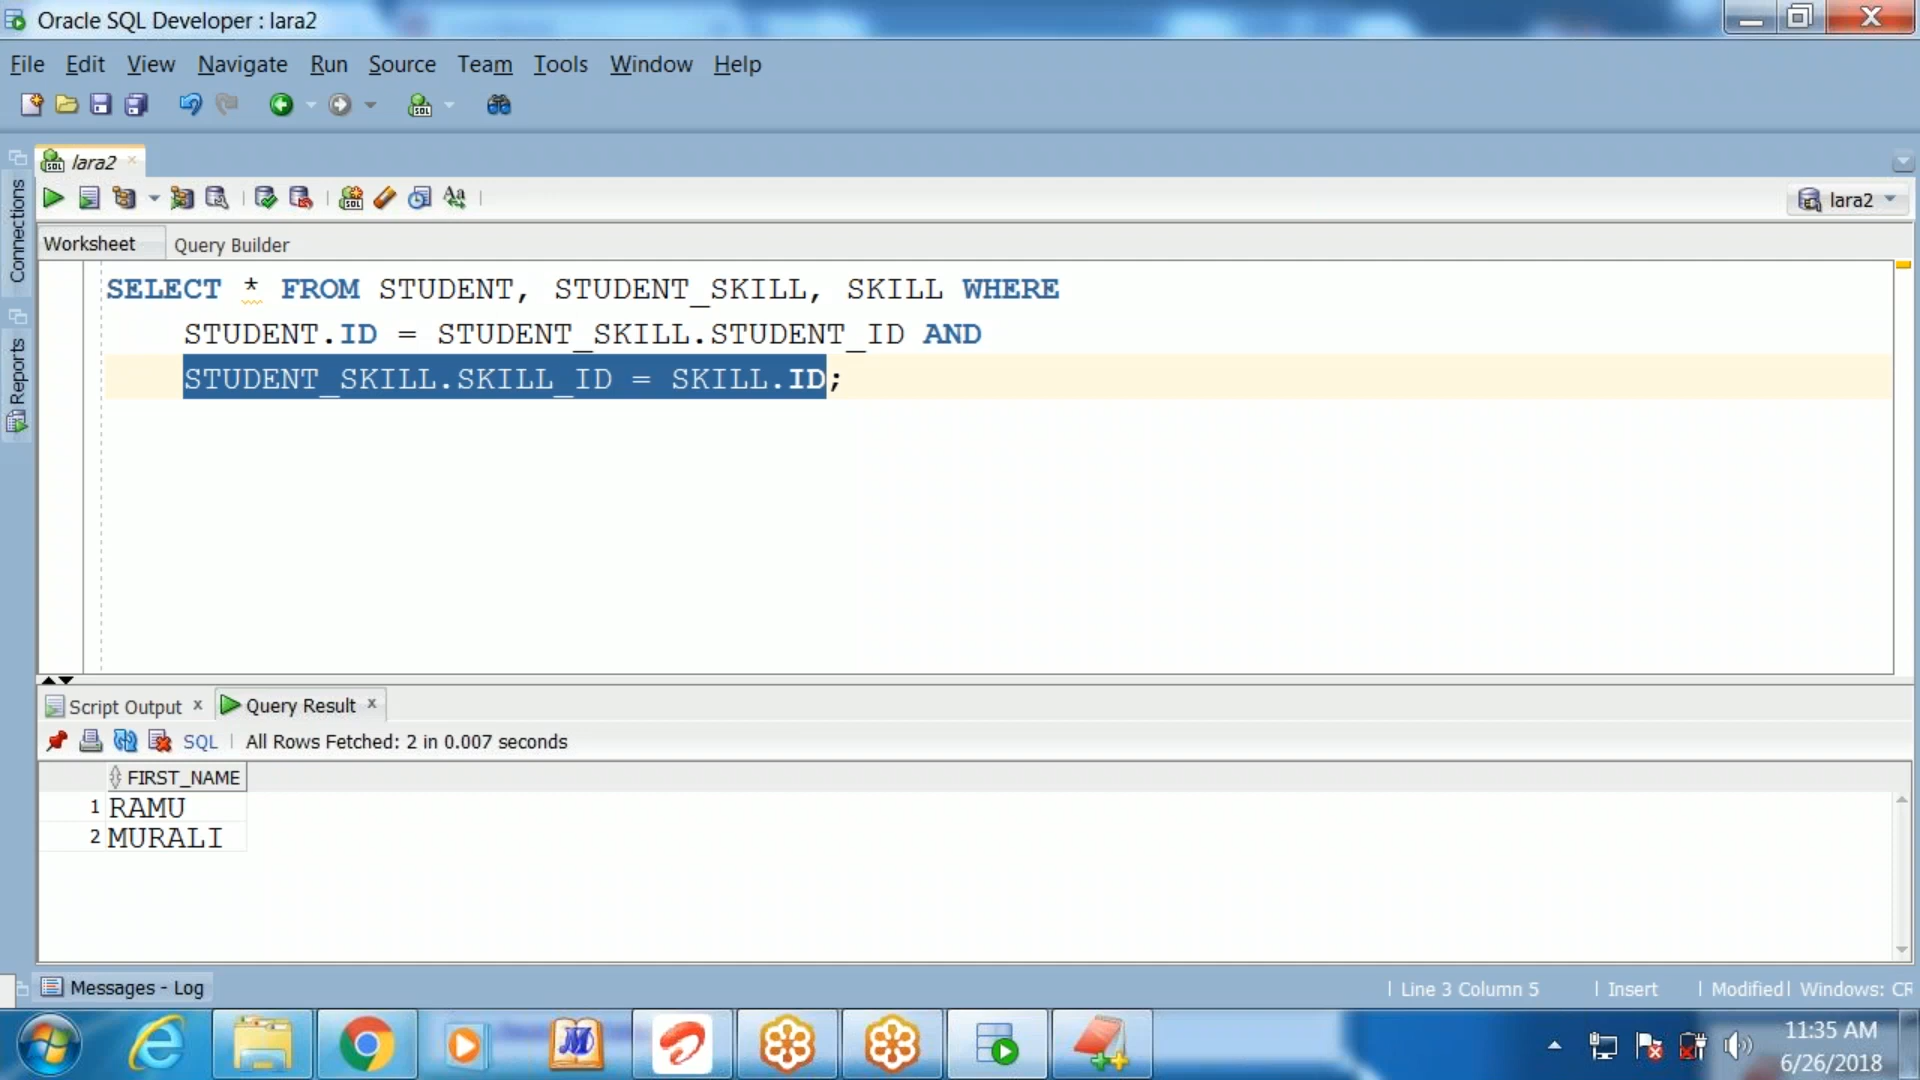 Oracle SQL Developer : lara2
File Edit View Navigate Run Source Team Tools Window Help
lara2
lara2
Connections
Reports
Worksheet Query Builder
SELECT * FROM STUDENT, STUDENT_SKILL, SKILL WHERE
STUDENT.ID = STUDENT_SKILL.STUDENT_ID AND
STUDENT_SKILL.SKILL_ID = SKILL.ID;
Script Output Query Result
SQL | All Rows Fetched: 2 in 0.007 seconds
FIRST_NAME
1 RAMU
2 MURALI
Messages - Log
| Line 3 Column 5 | Insert | Modified | Windows: CR
11:35 AM
6/26/2018